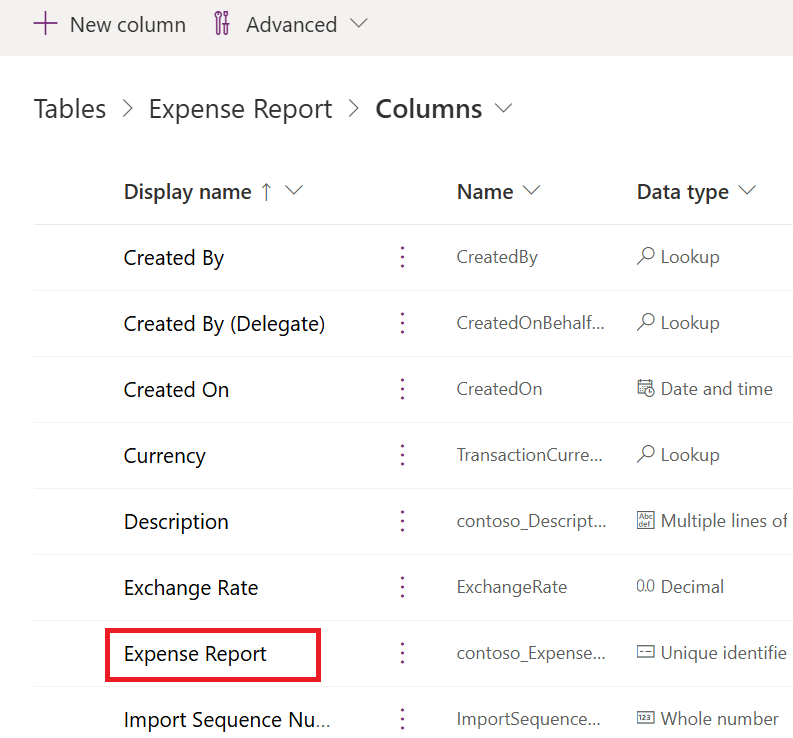 New column Advanced
Tables > Expense Report > Columns
Display name ↑ Name Data type
Created By CreatedBy Lookup
Created By (Delegate) CreatedOnBehalf... Lookup
Created On CreatedOn Date and time
Currency TransactionCurre... Lookup
Description contoso_Descript... Abc def Multiple lines of
Exchange Rate ExchangeRate 0.0 Decimal
Expense Report contoso_Expense... Unique identifie
Import Sequence Nu... ImportSequence... 123 Whole number